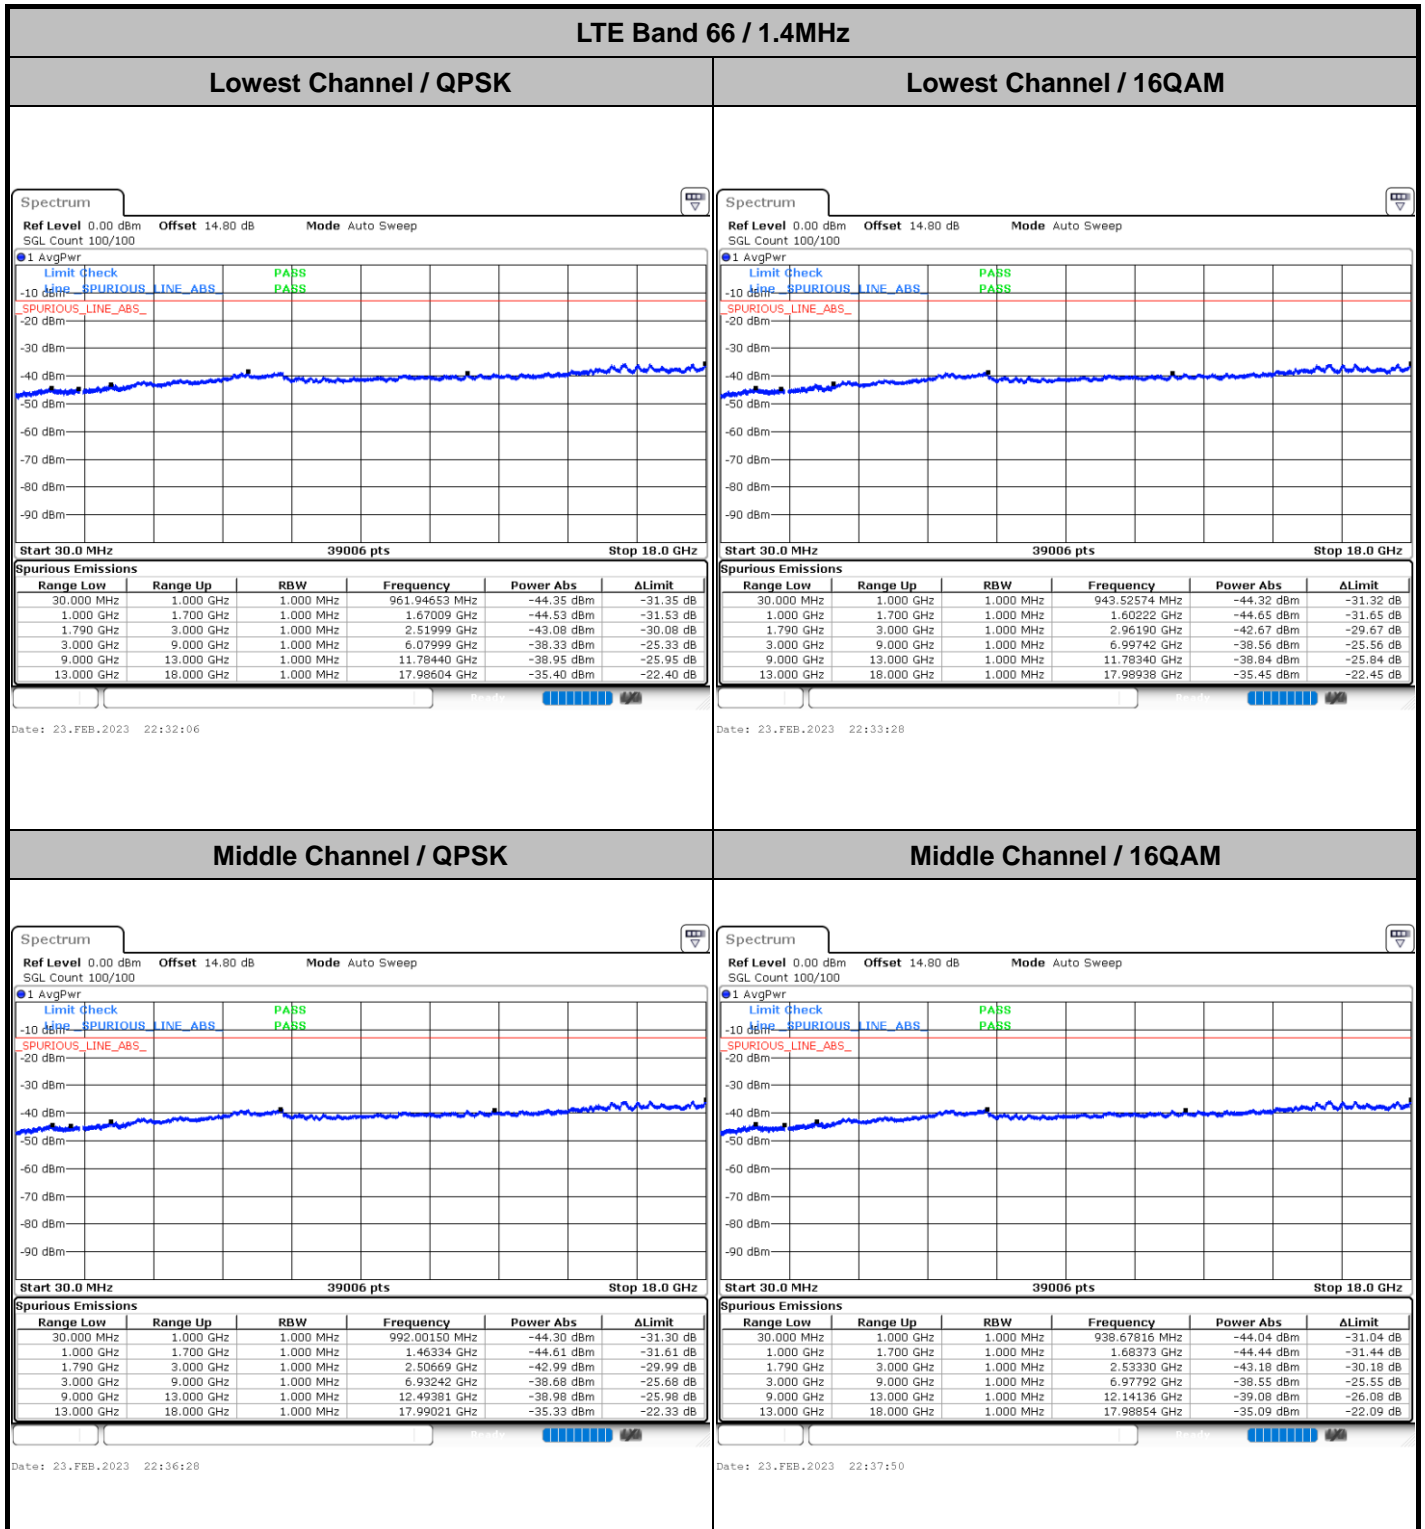 LTE Band 66 / 1.4MHz
Lowest Channel / QPSK
Lowest Channel / 16QAM
Spectrum
Ref Level 0.00 dBm Offset 14.80 dB Mode Auto Sweep
SGL Count 100/100
1 AvgPwr
Limit Check PASS
Line _SPURIOUS_LINE_ABS_ PASS
_SPURIOUS_LINE_ABS_
-10 dBm
-20 dBm
-30 dBm
-40 dBm
-50 dBm
-60 dBm
-70 dBm
-80 dBm
-90 dBm
Start 30.0 MHz 39006 pts Stop 18.0 GHz
Spurious Emissions
Range Low Range Up RBW Frequency Power Abs ΔLimit
30.000 MHz 1.000 GHz 1.000 MHz 961.94653 MHz -44.35 dBm -31.35 dB
1.000 GHz 1.700 GHz 1.000 MHz 1.67009 GHz -44.53 dBm -31.53 dB
1.790 GHz 3.000 GHz 1.000 MHz 2.51999 GHz -43.08 dBm -30.08 dB
3.000 GHz 9.000 GHz 1.000 MHz 6.07999 GHz -38.33 dBm -25.33 dB
9.000 GHz 13.000 GHz 1.000 MHz 11.78440 GHz -38.95 dBm -25.95 dB
13.000 GHz 18.000 GHz 1.000 MHz 17.98604 GHz -35.40 dBm -22.40 dB
Ready
Date: 23.FEB.2023 22:32:06
Spectrum
Ref Level 0.00 dBm Offset 14.80 dB Mode Auto Sweep
SGL Count 100/100
1 AvgPwr
Limit Check PASS
Line _SPURIOUS_LINE_ABS_ PASS
_SPURIOUS_LINE_ABS_
-10 dBm
-20 dBm
-30 dBm
-40 dBm
-50 dBm
-60 dBm
-70 dBm
-80 dBm
-90 dBm
Start 30.0 MHz 39006 pts Stop 18.0 GHz
Spurious Emissions
Range Low Range Up RBW Frequency Power Abs ΔLimit
30.000 MHz 1.000 GHz 1.000 MHz 943.52574 MHz -44.32 dBm -31.32 dB
1.000 GHz 1.700 GHz 1.000 MHz 1.60222 GHz -44.65 dBm -31.65 dB
1.790 GHz 3.000 GHz 1.000 MHz 2.96190 GHz -42.67 dBm -29.67 dB
3.000 GHz 9.000 GHz 1.000 MHz 6.99742 GHz -38.56 dBm -25.56 dB
9.000 GHz 13.000 GHz 1.000 MHz 11.78340 GHz -38.84 dBm -25.84 dB
13.000 GHz 18.000 GHz 1.000 MHz 17.98938 GHz -35.45 dBm -22.45 dB
Ready
Date: 23.FEB.2023 22:33:28
Middle Channel / QPSK
Middle Channel / 16QAM
Spectrum
Ref Level 0.00 dBm Offset 14.80 dB Mode Auto Sweep
SGL Count 100/100
1 AvgPwr
Limit Check PASS
Line _SPURIOUS_LINE_ABS_ PASS
_SPURIOUS_LINE_ABS_
-10 dBm
-20 dBm
-30 dBm
-40 dBm
-50 dBm
-60 dBm
-70 dBm
-80 dBm
-90 dBm
Start 30.0 MHz 39006 pts Stop 18.0 GHz
Spurious Emissions
Range Low Range Up RBW Frequency Power Abs ΔLimit
30.000 MHz 1.000 GHz 1.000 MHz 992.00150 MHz -44.30 dBm -31.30 dB
1.000 GHz 1.700 GHz 1.000 MHz 1.46334 GHz -44.61 dBm -31.61 dB
1.790 GHz 3.000 GHz 1.000 MHz 2.50669 GHz -42.99 dBm -29.99 dB
3.000 GHz 9.000 GHz 1.000 MHz 6.93242 GHz -38.68 dBm -25.68 dB
9.000 GHz 13.000 GHz 1.000 MHz 12.49381 GHz -38.98 dBm -25.98 dB
13.000 GHz 18.000 GHz 1.000 MHz 17.99021 GHz -35.33 dBm -22.33 dB
Ready
Date: 23.FEB.2023 22:36:28
Spectrum
Ref Level 0.00 dBm Offset 14.80 dB Mode Auto Sweep
SGL Count 100/100
1 AvgPwr
Limit Check PASS
Line _SPURIOUS_LINE_ABS_ PASS
_SPURIOUS_LINE_ABS_
-10 dBm
-20 dBm
-30 dBm
-40 dBm
-50 dBm
-60 dBm
-70 dBm
-80 dBm
-90 dBm
Start 30.0 MHz 39006 pts Stop 18.0 GHz
Spurious Emissions
Range Low Range Up RBW Frequency Power Abs ΔLimit
30.000 MHz 1.000 GHz 1.000 MHz 938.67816 MHz -44.04 dBm -31.04 dB
1.000 GHz 1.700 GHz 1.000 MHz 1.68373 GHz -44.44 dBm -31.44 dB
1.790 GHz 3.000 GHz 1.000 MHz 2.53330 GHz -43.18 dBm -30.18 dB
3.000 GHz 9.000 GHz 1.000 MHz 6.97792 GHz -38.55 dBm -25.55 dB
9.000 GHz 13.000 GHz 1.000 MHz 12.14136 GHz -39.08 dBm -26.08 dB
13.000 GHz 18.000 GHz 1.000 MHz 17.98854 GHz -35.09 dBm -22.09 dB
Ready
Date: 23.FEB.2023 22:37:50